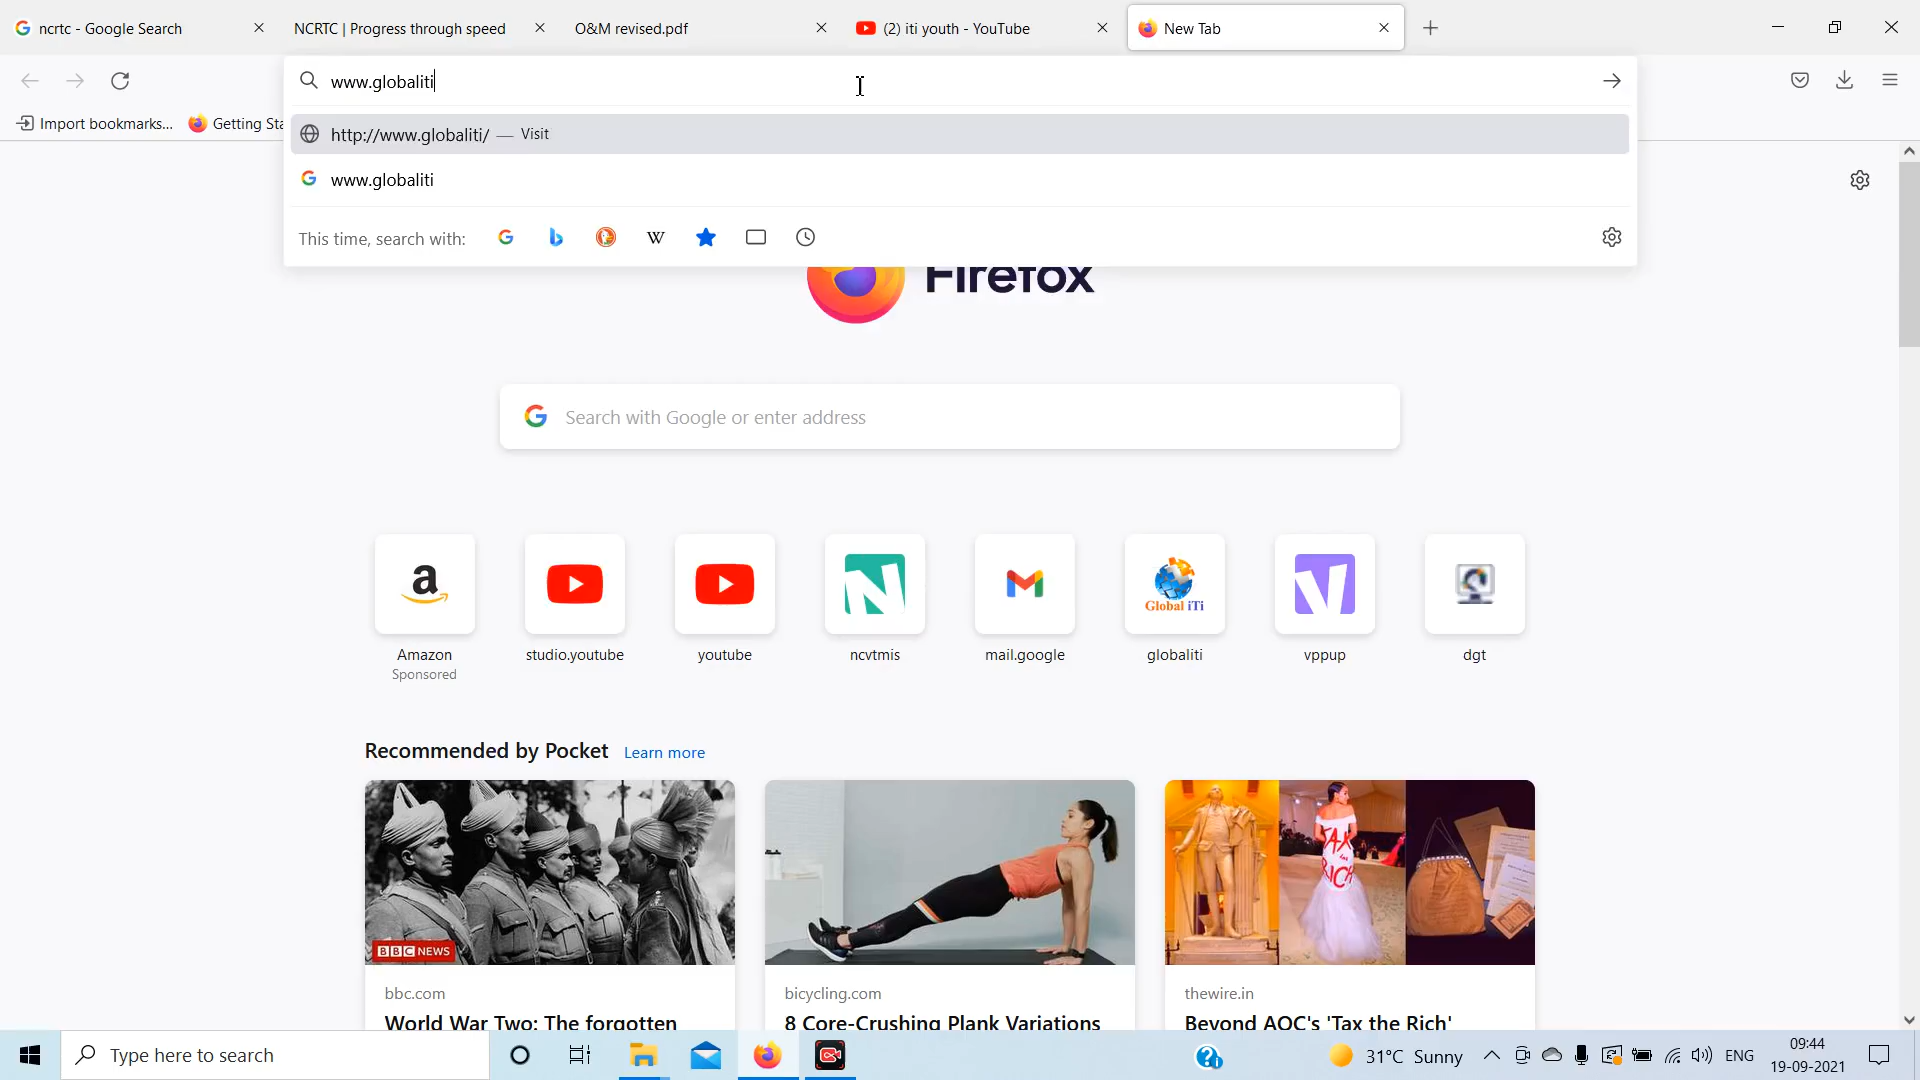 ncrtc - Google Search
NCRTC | Progress through speed
O&M revised.pdf
(2) iti youth - YouTube
New Tab
www.globaliti
Import bookmarks...
Getting Sta
http://www.globaliti/ — Visit
www.globaliti
This time, search with:
Firefox
Search with Google or enter address
Global iTi
Amazon
Sponsored
studio.youtube
youtube
ncvtmis
mail.google
globaliti
vppup
dgt
Recommended by Pocket Learn more
BBC NEWS
TAX the RICH
bbc.com
World War Two: The forgotten
bicycling.com
8 Core-Crushing Plank Variations
thewire.in
Beyond AOC's 'Tax the Rich'
Type here to search
31°C Sunny
ENG
09:44
19-09-2021